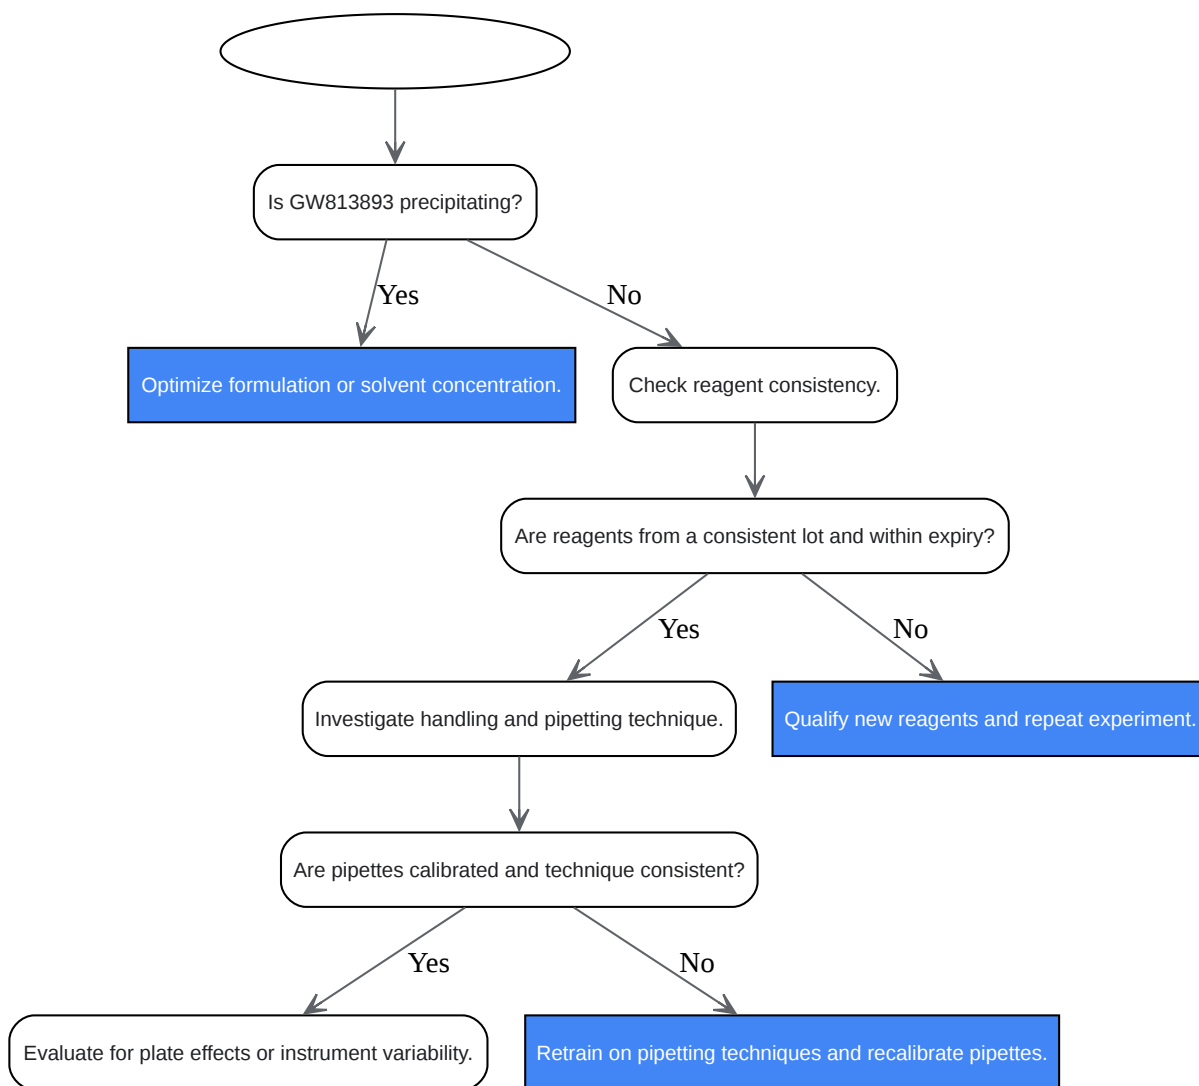 Is GW813893 precipitating?
Yes
No
Optimize formulation or solvent concentration.
Check reagent consistency.
Are reagents from a consistent lot and within expiry?
Yes
No
Investigate handling and pipetting technique.
Qualify new reagents and repeat experiment.
Are pipettes calibrated and technique consistent?
Yes
No
Evaluate for plate effects or instrument variability.
Retrain on pipetting techniques and recalibrate pipettes.